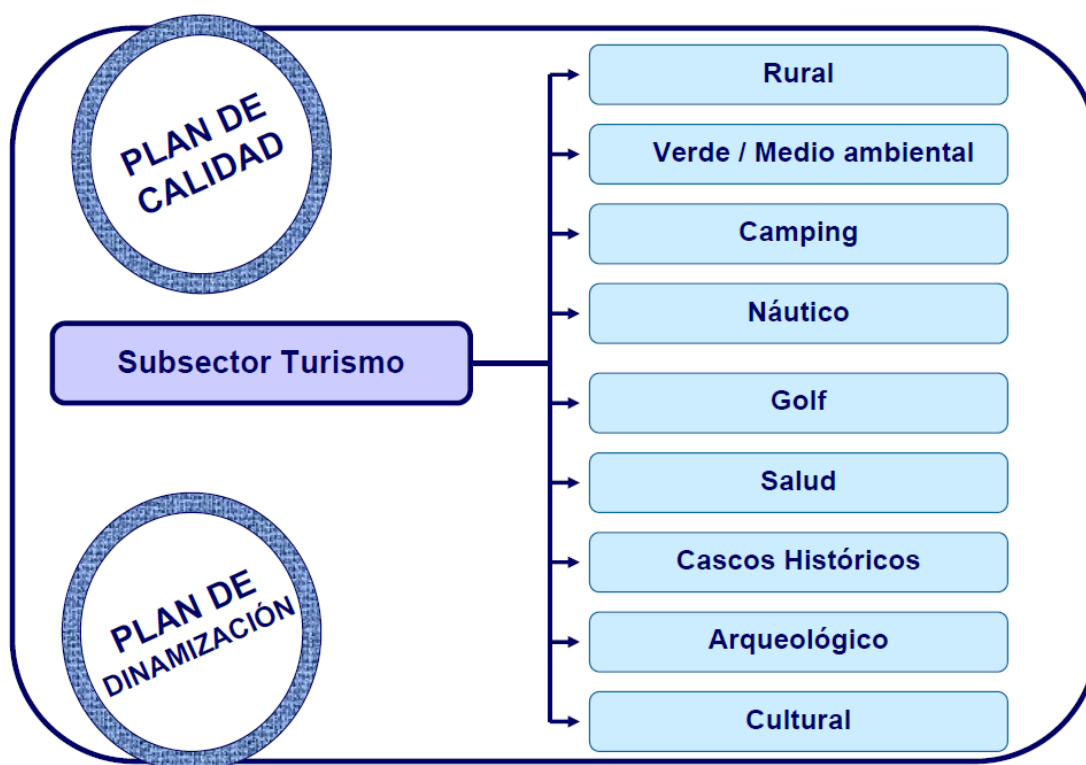 PLAN DE
CALIDAD
Subsector Turismo
PLAN DE
DINAMIZACIÓN
Rural
Verde / Medio ambiental
Camping
Náutico
Golf
Salud
Cascos Históricos
Arqueológico
Cultural